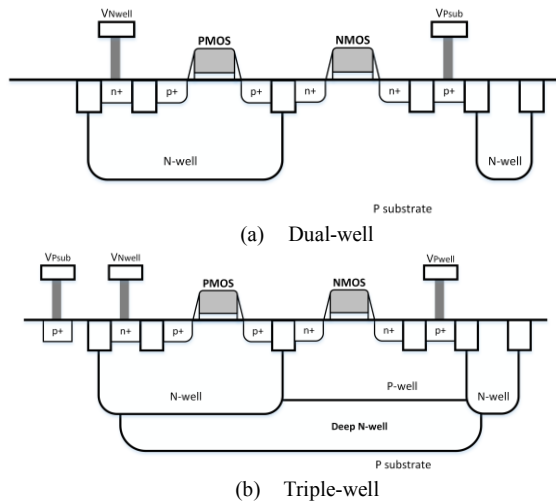 VNwell
PMOS
NMOS
VPsub
n+ p+ p+ n+ n+ p+
N-well
N-well
P substrate
(a) Dual-well
VPsub
VNwell
PMOS
NMOS
VPwell
p+ n+ p+ p+ n+ n+ p+
N-well
P-well
N-well
Deep N-well
P substrate
(b) Triple-well